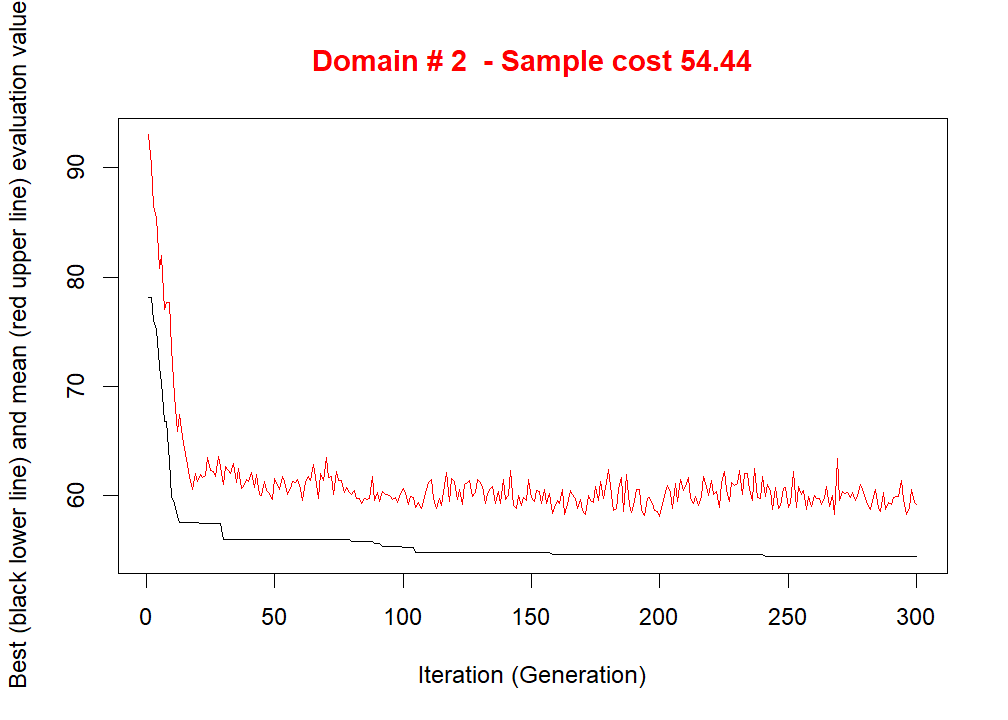 Domain # 2  - Sample cost 54.44
Best (black lower line) and mean (red upper line) evaluation value
90
80
70
60
0 50 100 150 200 250 300
Iteration (Generation)